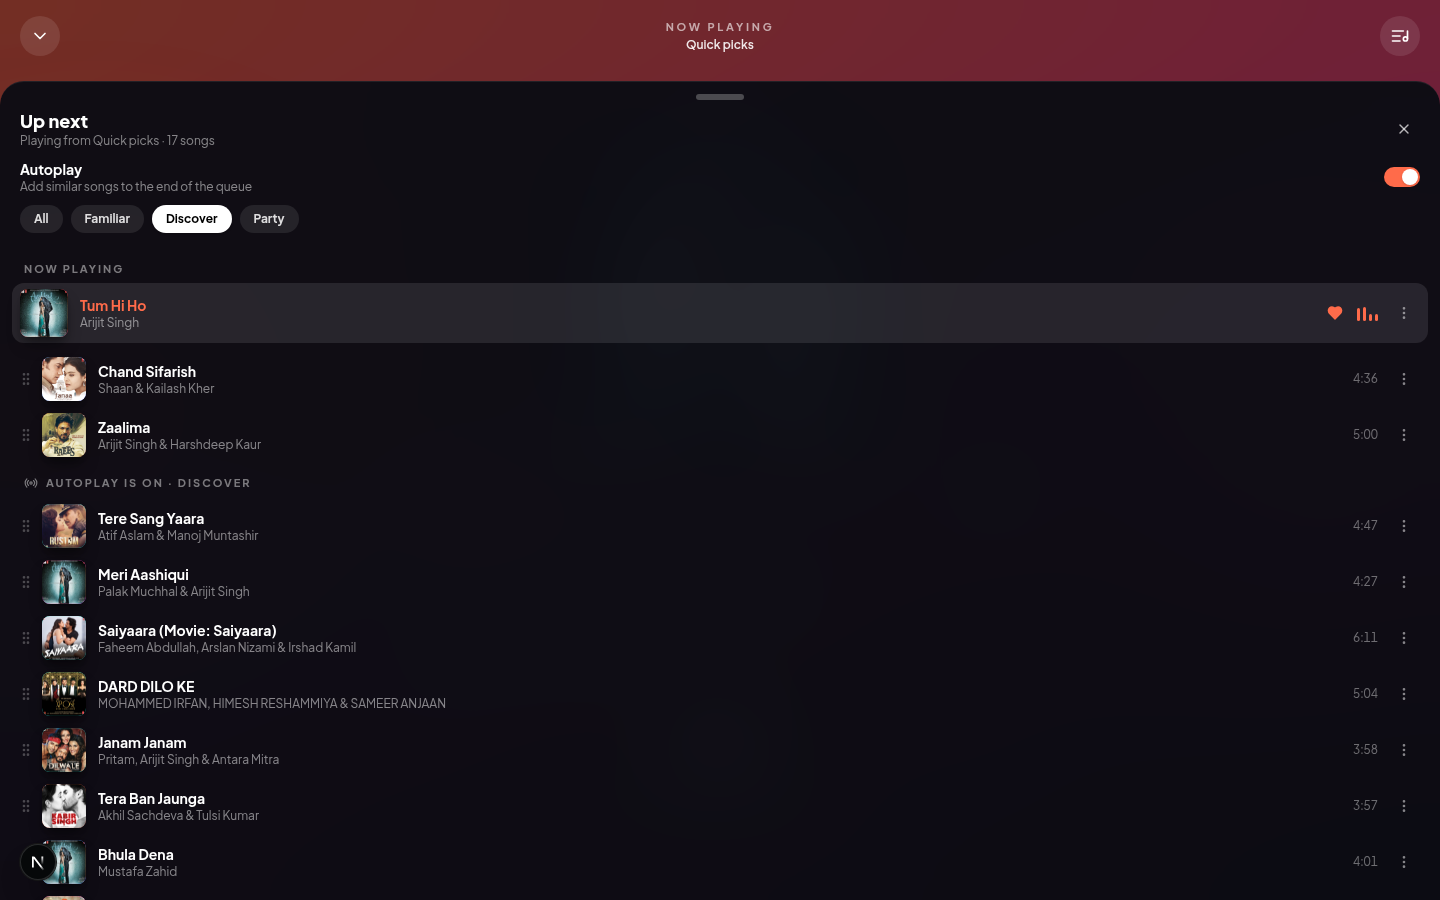 NOW PLAYING
Quick picks
Up next
Playing from Quick picks · 17 songs
Autoplay
Add similar songs to the end of the queue
All
Familiar
Discover
Party
NOW PLAYING
Tum Hi Ho
Arijit Singh
Chand Sifarish
Shaan & Kailash Kher
4:36
Zaalima
Arijit Singh & Harshdeep Kaur
5:00
RAEES
AUTOPLAY IS ON · DISCOVER
Tere Sang Yaara
Atif Aslam & Manoj Muntashir
4:47
RUSTOM
Meri Aashiqui
Palak Muchhal & Arijit Singh
4:27
Saiyaara (Movie: Saiyaara)
Faheem Abdullah, Arslan Nizami & Irshad Kamil
6:11
SAIYAARA
DARD DILO KE
MOHAMMED IRFAN, HIMESH RESHAMMIYA & SAMEER ANJAAN
5:04
Janam Janam
Pritam, Arijit Singh & Antara Mitra
3:58
DILWALE
Tera Ban Jaunga
Akhil Sachdeva & Tulsi Kumar
3:57
KABIR
SINGH
Bhula Dena
Mustafa Zahid
4:01
N